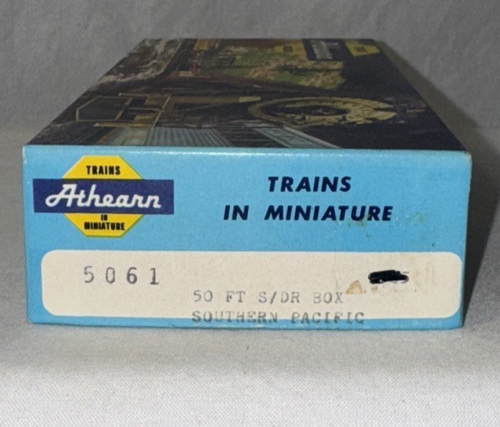 TRAINS
Athearn
IN
MINIATURE
TRAINS
IN MINIATURE
5061
50 FT S/DR BOX
SOUTHERN PACIFIC